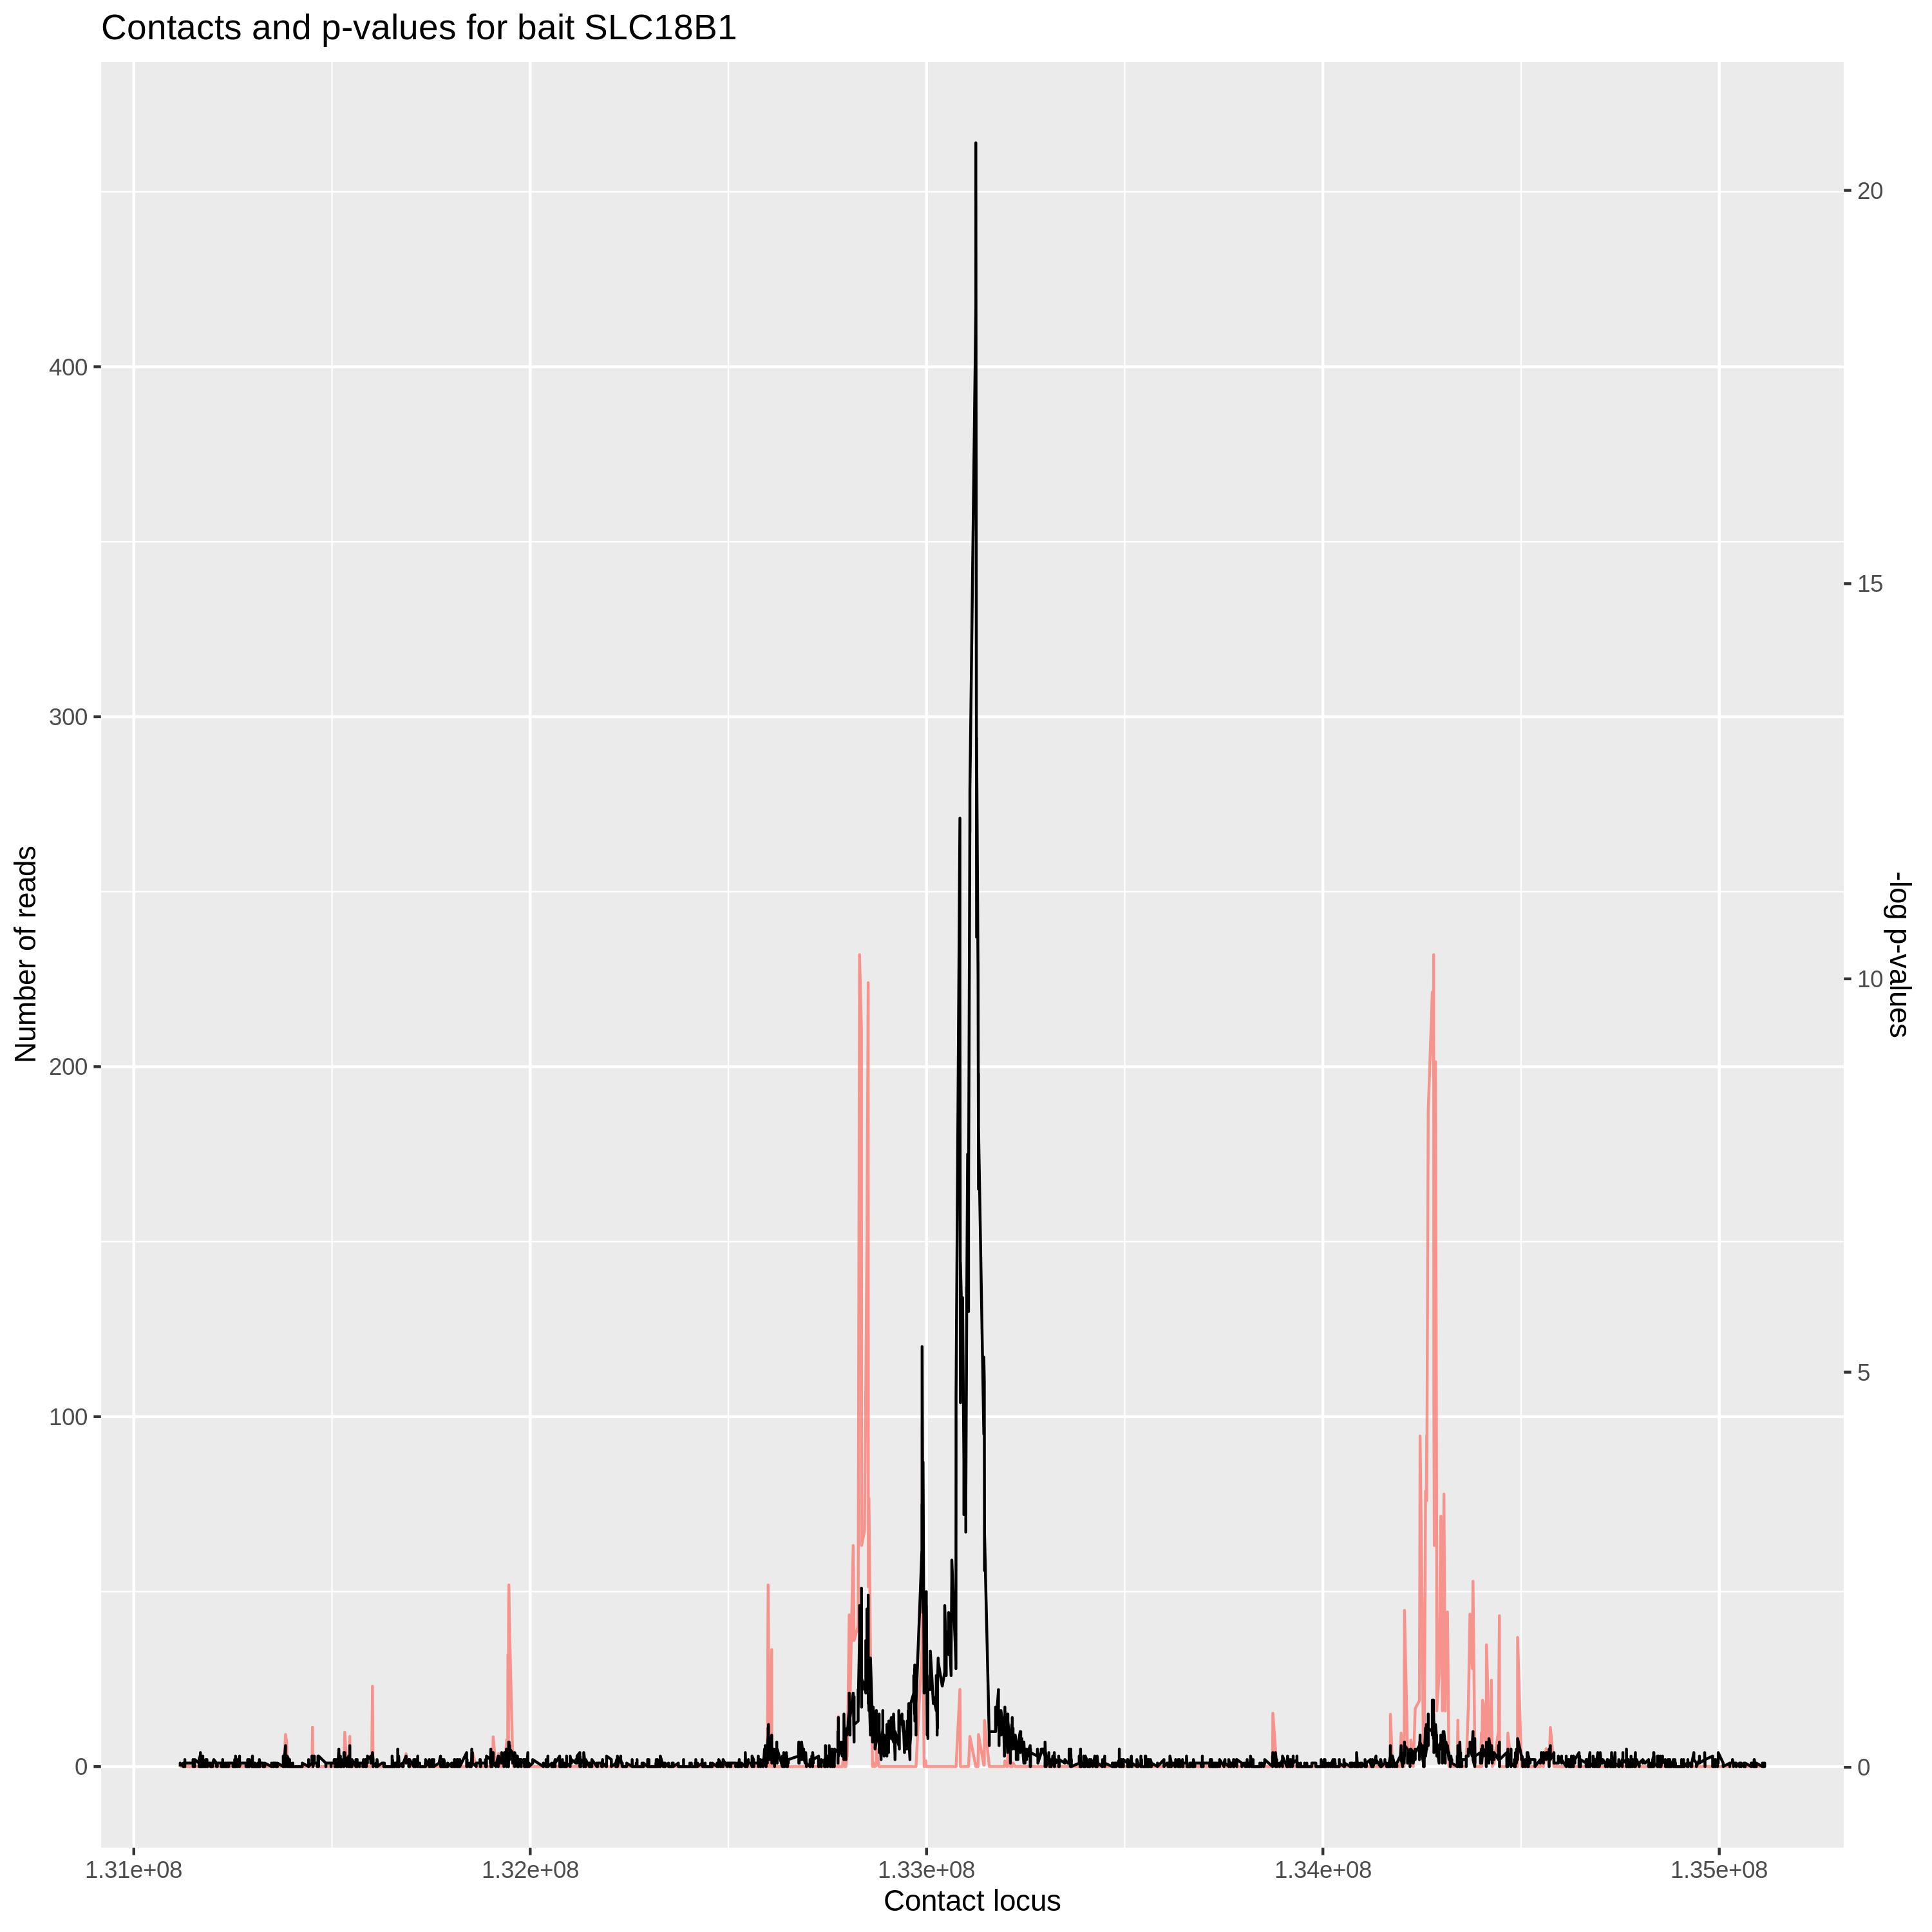 Contacts and p-values for bait SLC18B1
Number of reads
400
300
200
100
0
20
15
10
5
0
-log p-values
1.31e+08
1.32e+08
1.33e+08
1.34e+08
1.35e+08
Contact locus